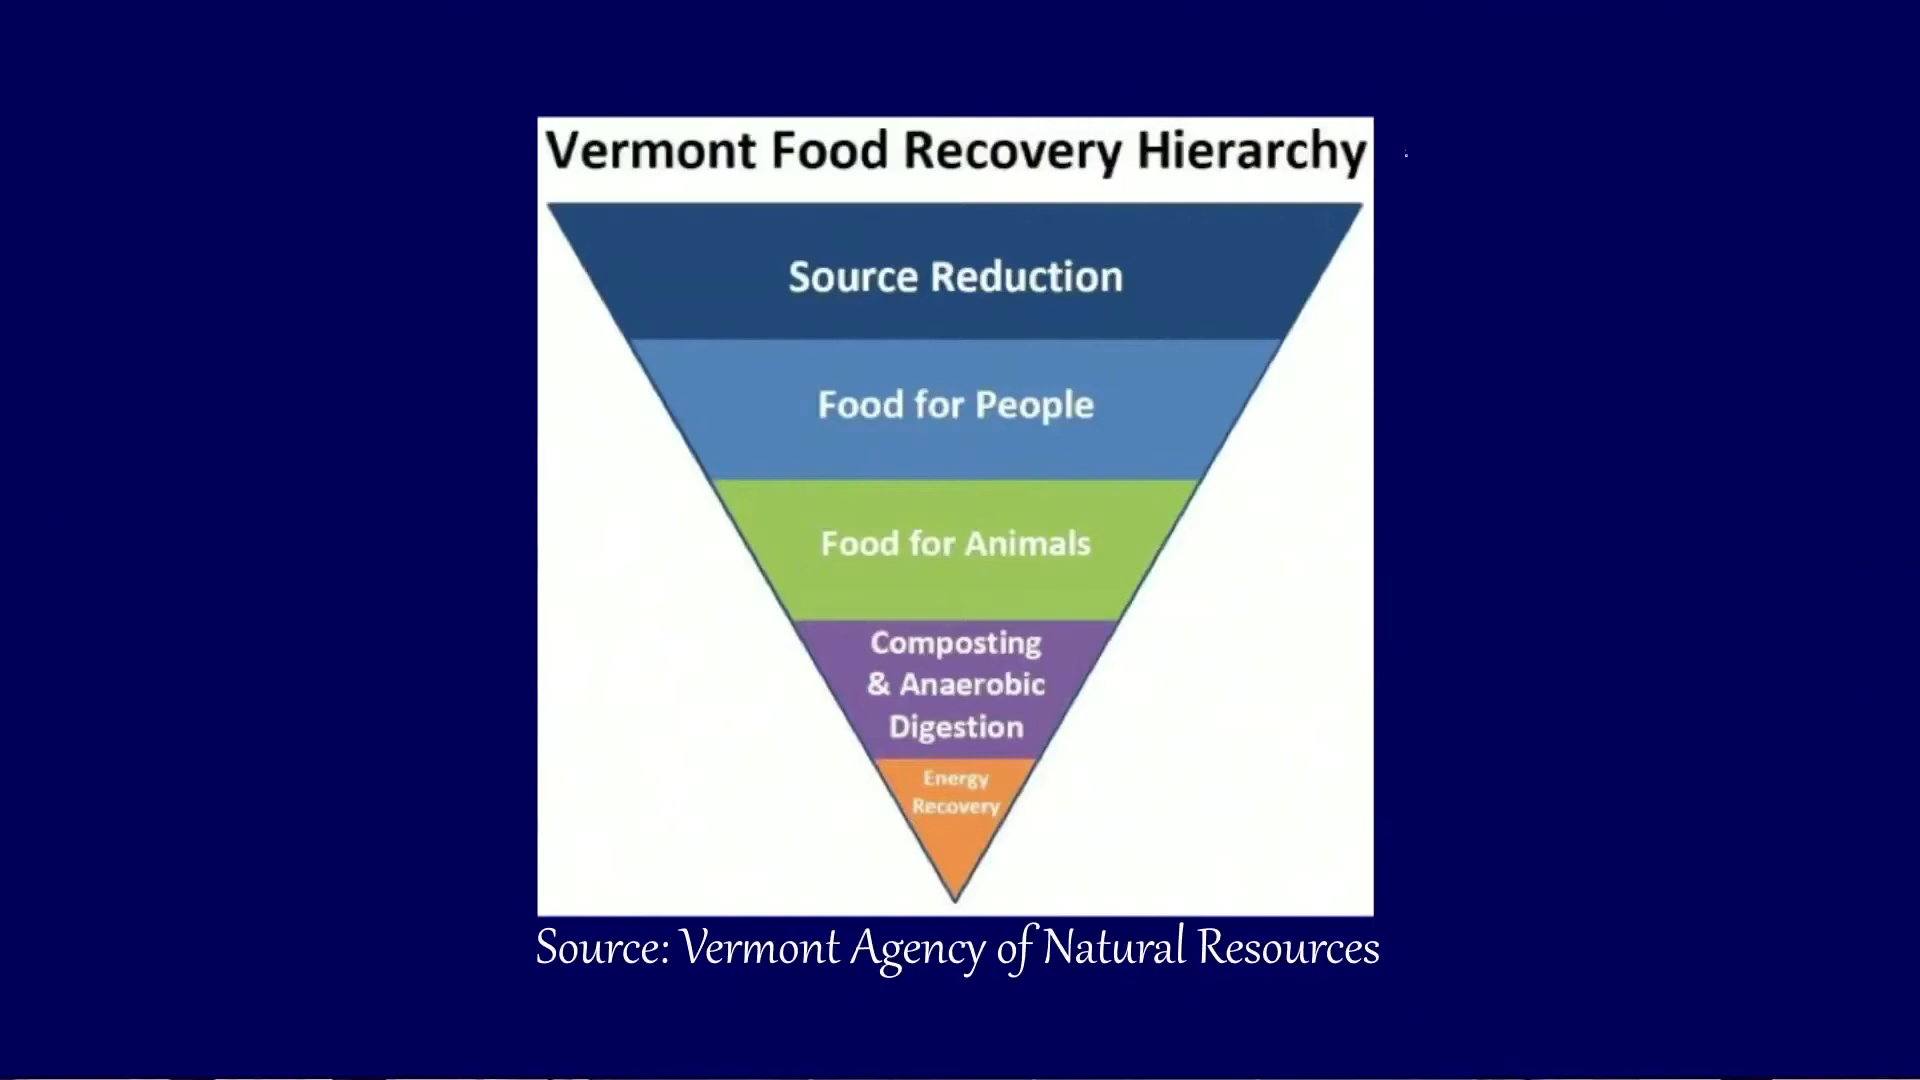 Vermont Food Recovery Hierarchy
Source Reduction
Food for People
Food for Animals
Composting
& Anaerobic
Digestion
Energy
Recovery
Source: Vermont Agency of Natural Resources